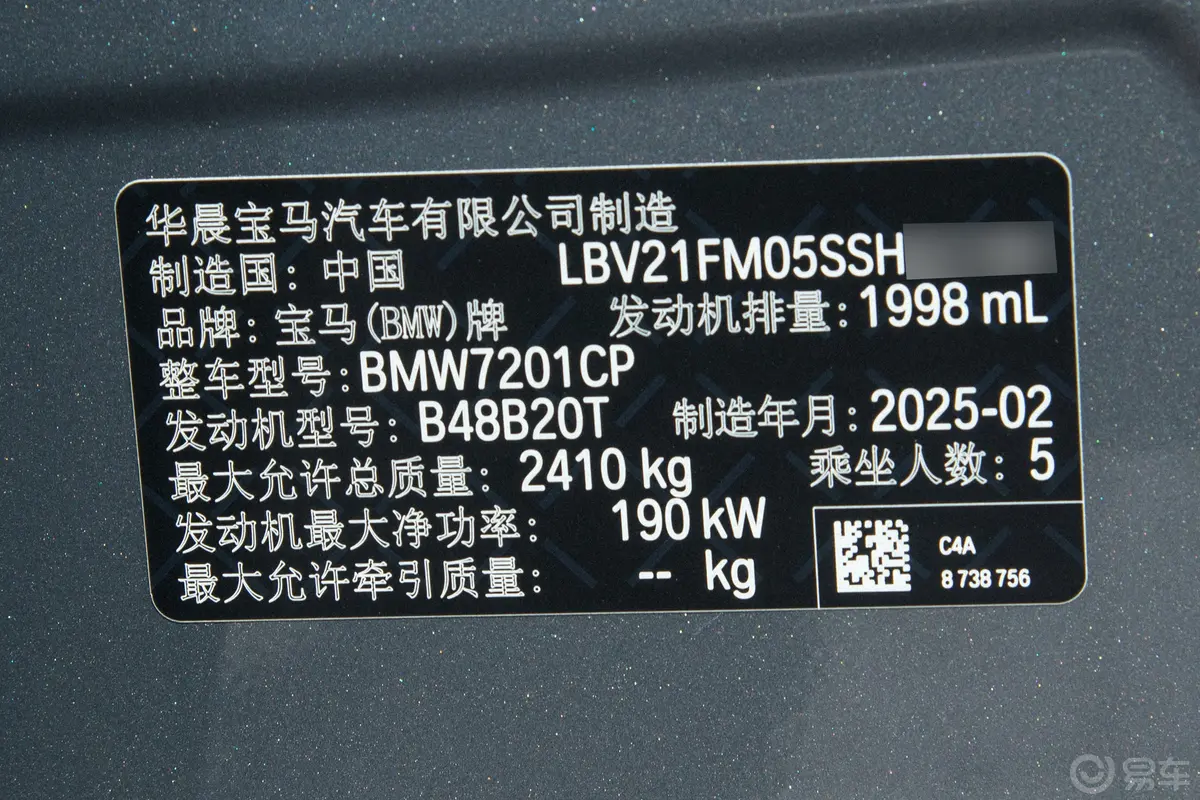 华晨宝马汽车有限公司制造
制造国：中国 LBV21FM05SSH
品牌：宝马(BMW)牌 发动机排量：1998 mL
整车型号：BMW7201CP
发动机型号：B48B20T 制造年月：2025-02
最大允许总质量：2410 kg 乘坐人数：5
发动机最大净功率：190 kW
最大允许牵引质量：-- kg
C4A
8 738 756
易车